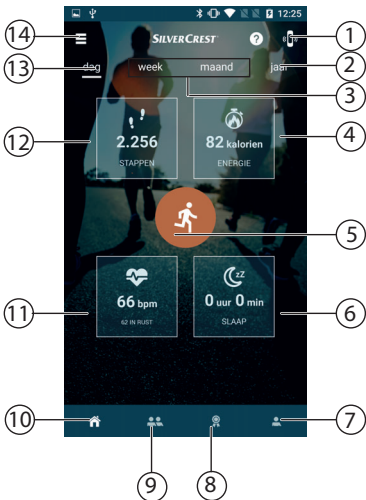 12:25
14
SILVERCREST
?
1
13
dag week maand jaar
2
3
12
2.256
STAPPEN
82 kalorien
ENERGIE
4
5
11
66 bpm
62 IN RUST
zZ
0 uur 0 min
SLAAP
6
10
7
9
8